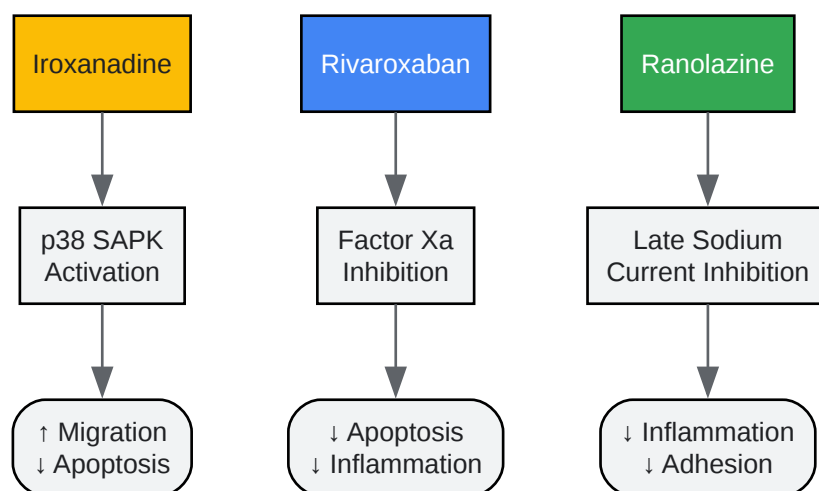 Iroxanadine
Rivaroxaban
Ranolazine
p38 SAPK
Activation
Factor Xa
Inhibition
Late Sodium
Current Inhibition
↑ Migration
↓ Apoptosis
↓ Apoptosis
↓ Inflammation
↓ Inflammation
↓ Adhesion